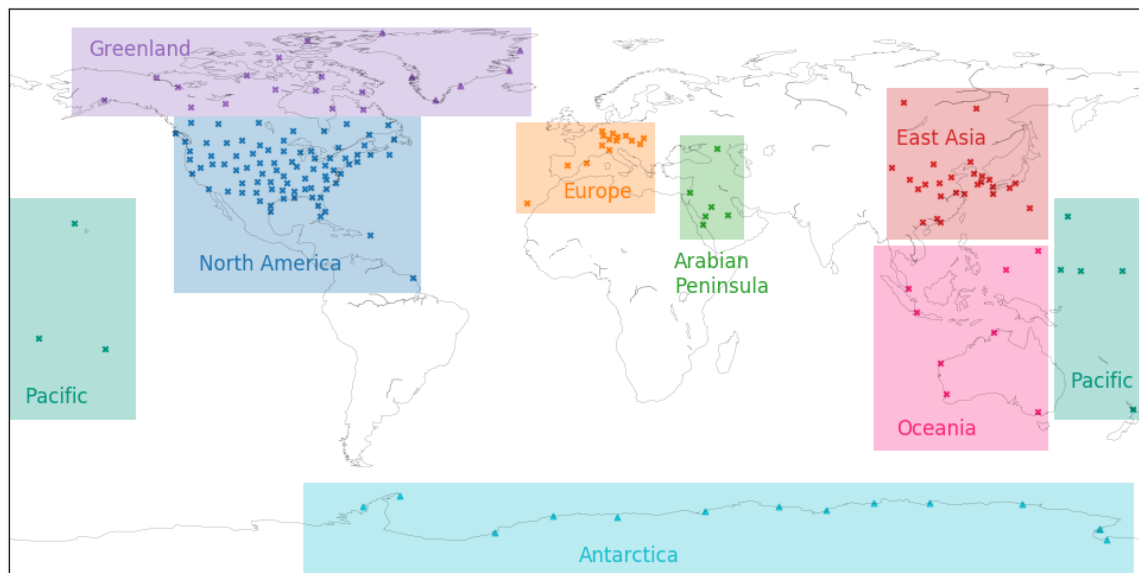 Greenland
East Asia
Europe
North America
Arabian
Peninsula
Pacific
Pacific
Oceania
Antarctica